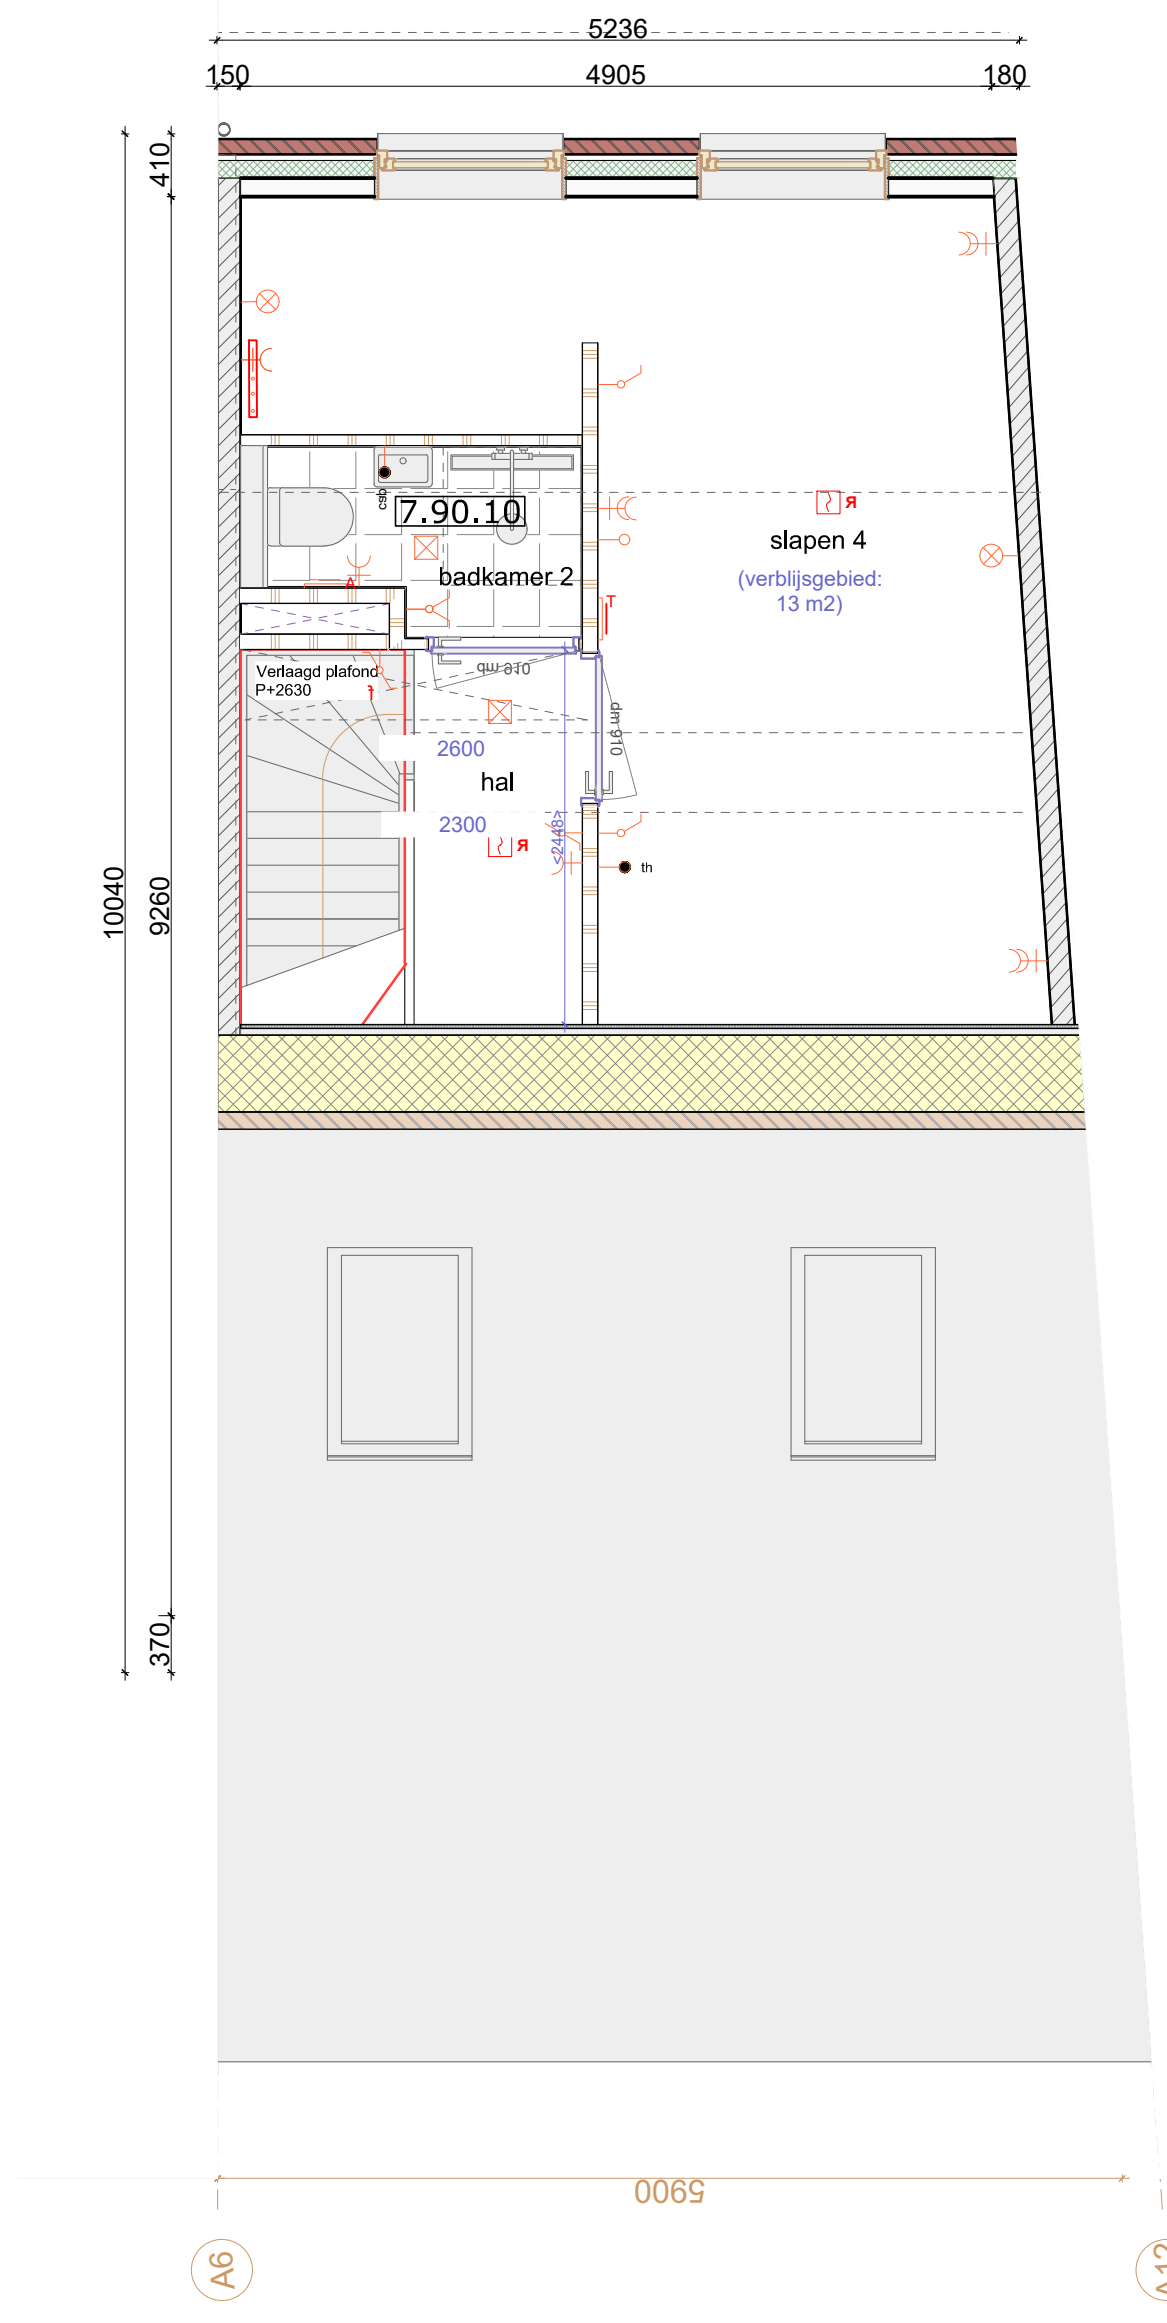 5236
150
4905
180
410
10040
9260
370
csb
7.90.10
R
slapen 4
badkamer 2
(verblijsgebied:
13 m2)
A
T
Verlaagd plafond
P+2630
f
dm 910
dm 910
2600
hal
2300
R
<2448>
th
5900
A6